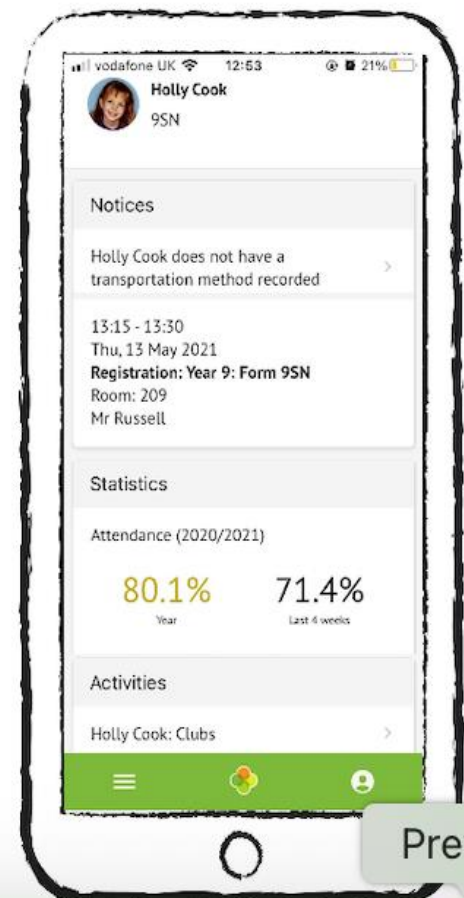 vodafone UK 12:53 21%
Holly Cook
9SN
Notices
Holly Cook does not have a
transportation method recorded
13:15 - 13:30
Thu, 13 May 2021
Registration: Year 9: Form 9SN
Room: 209
Mr Russell
Statistics
Attendance (2020/2021)
80.1% 71.4%
Year Last 4 weeks
Activities
Holly Cook: Clubs
Pre